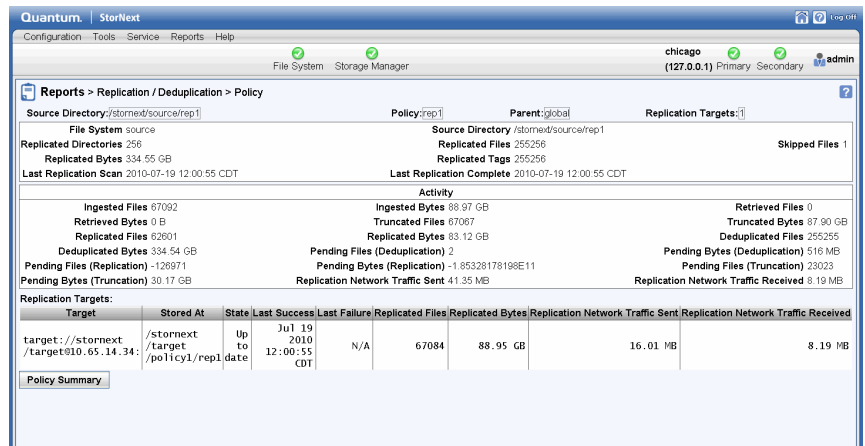 Quantum. StorNext Log Off
Configuration Tools Service Reports Help
File System Storage Manager
chicago
(127.0.0.1) Primary Secondary
admin
Reports > Replication / Deduplication > Policy
Source Directory: /stornext/source/rep1 Policy: rep1 Parent: global Replication Targets: 1
File System source Source Directory /stornext/source/rep1
Replicated Directories 256 Replicated Files 255256 Skipped Files 1
Replicated Bytes 334.55 GB Replicated Tags 255256
Last Replication Scan 2010-07-19 12:00:55 CDT Last Replication Complete 2010-07-19 12:00:55 CDT
Activity
Ingested Files 67092 Ingested Bytes 88.97 GB Retrieved Files 0
Retrieved Bytes 0 B Truncated Files 67067 Truncated Bytes 87.90 GB
Replicated Files 62601 Replicated Bytes 83.12 GB Deduplicated Files 255255
Deduplicated Bytes 334.54 GB Pending Files (Deduplication) 2 Pending Bytes (Deduplication) 516 MB
Pending Files (Replication) -126971 Pending Bytes (Replication) -1.85328178198E11 Pending Files (Truncation) 23023
Pending Bytes (Truncation) 30.17 GB Replication Network Traffic Sent 41.35 MB Replication Network Traffic Received 8.19 MB
Replication Targets:
Target Stored At State Last Success Last Failure Replicated Files Replicated Bytes Replication Network Traffic Sent Replication Network Traffic Received
target://stornext
/target@10.65.14.34:
/stornext
/target
/policy1/rep1
Up
to
date
Jul 19
2010
12:00:55
CDT
N/A 67084 88.95 GB 16.01 MB 8.19 MB
Policy Summary